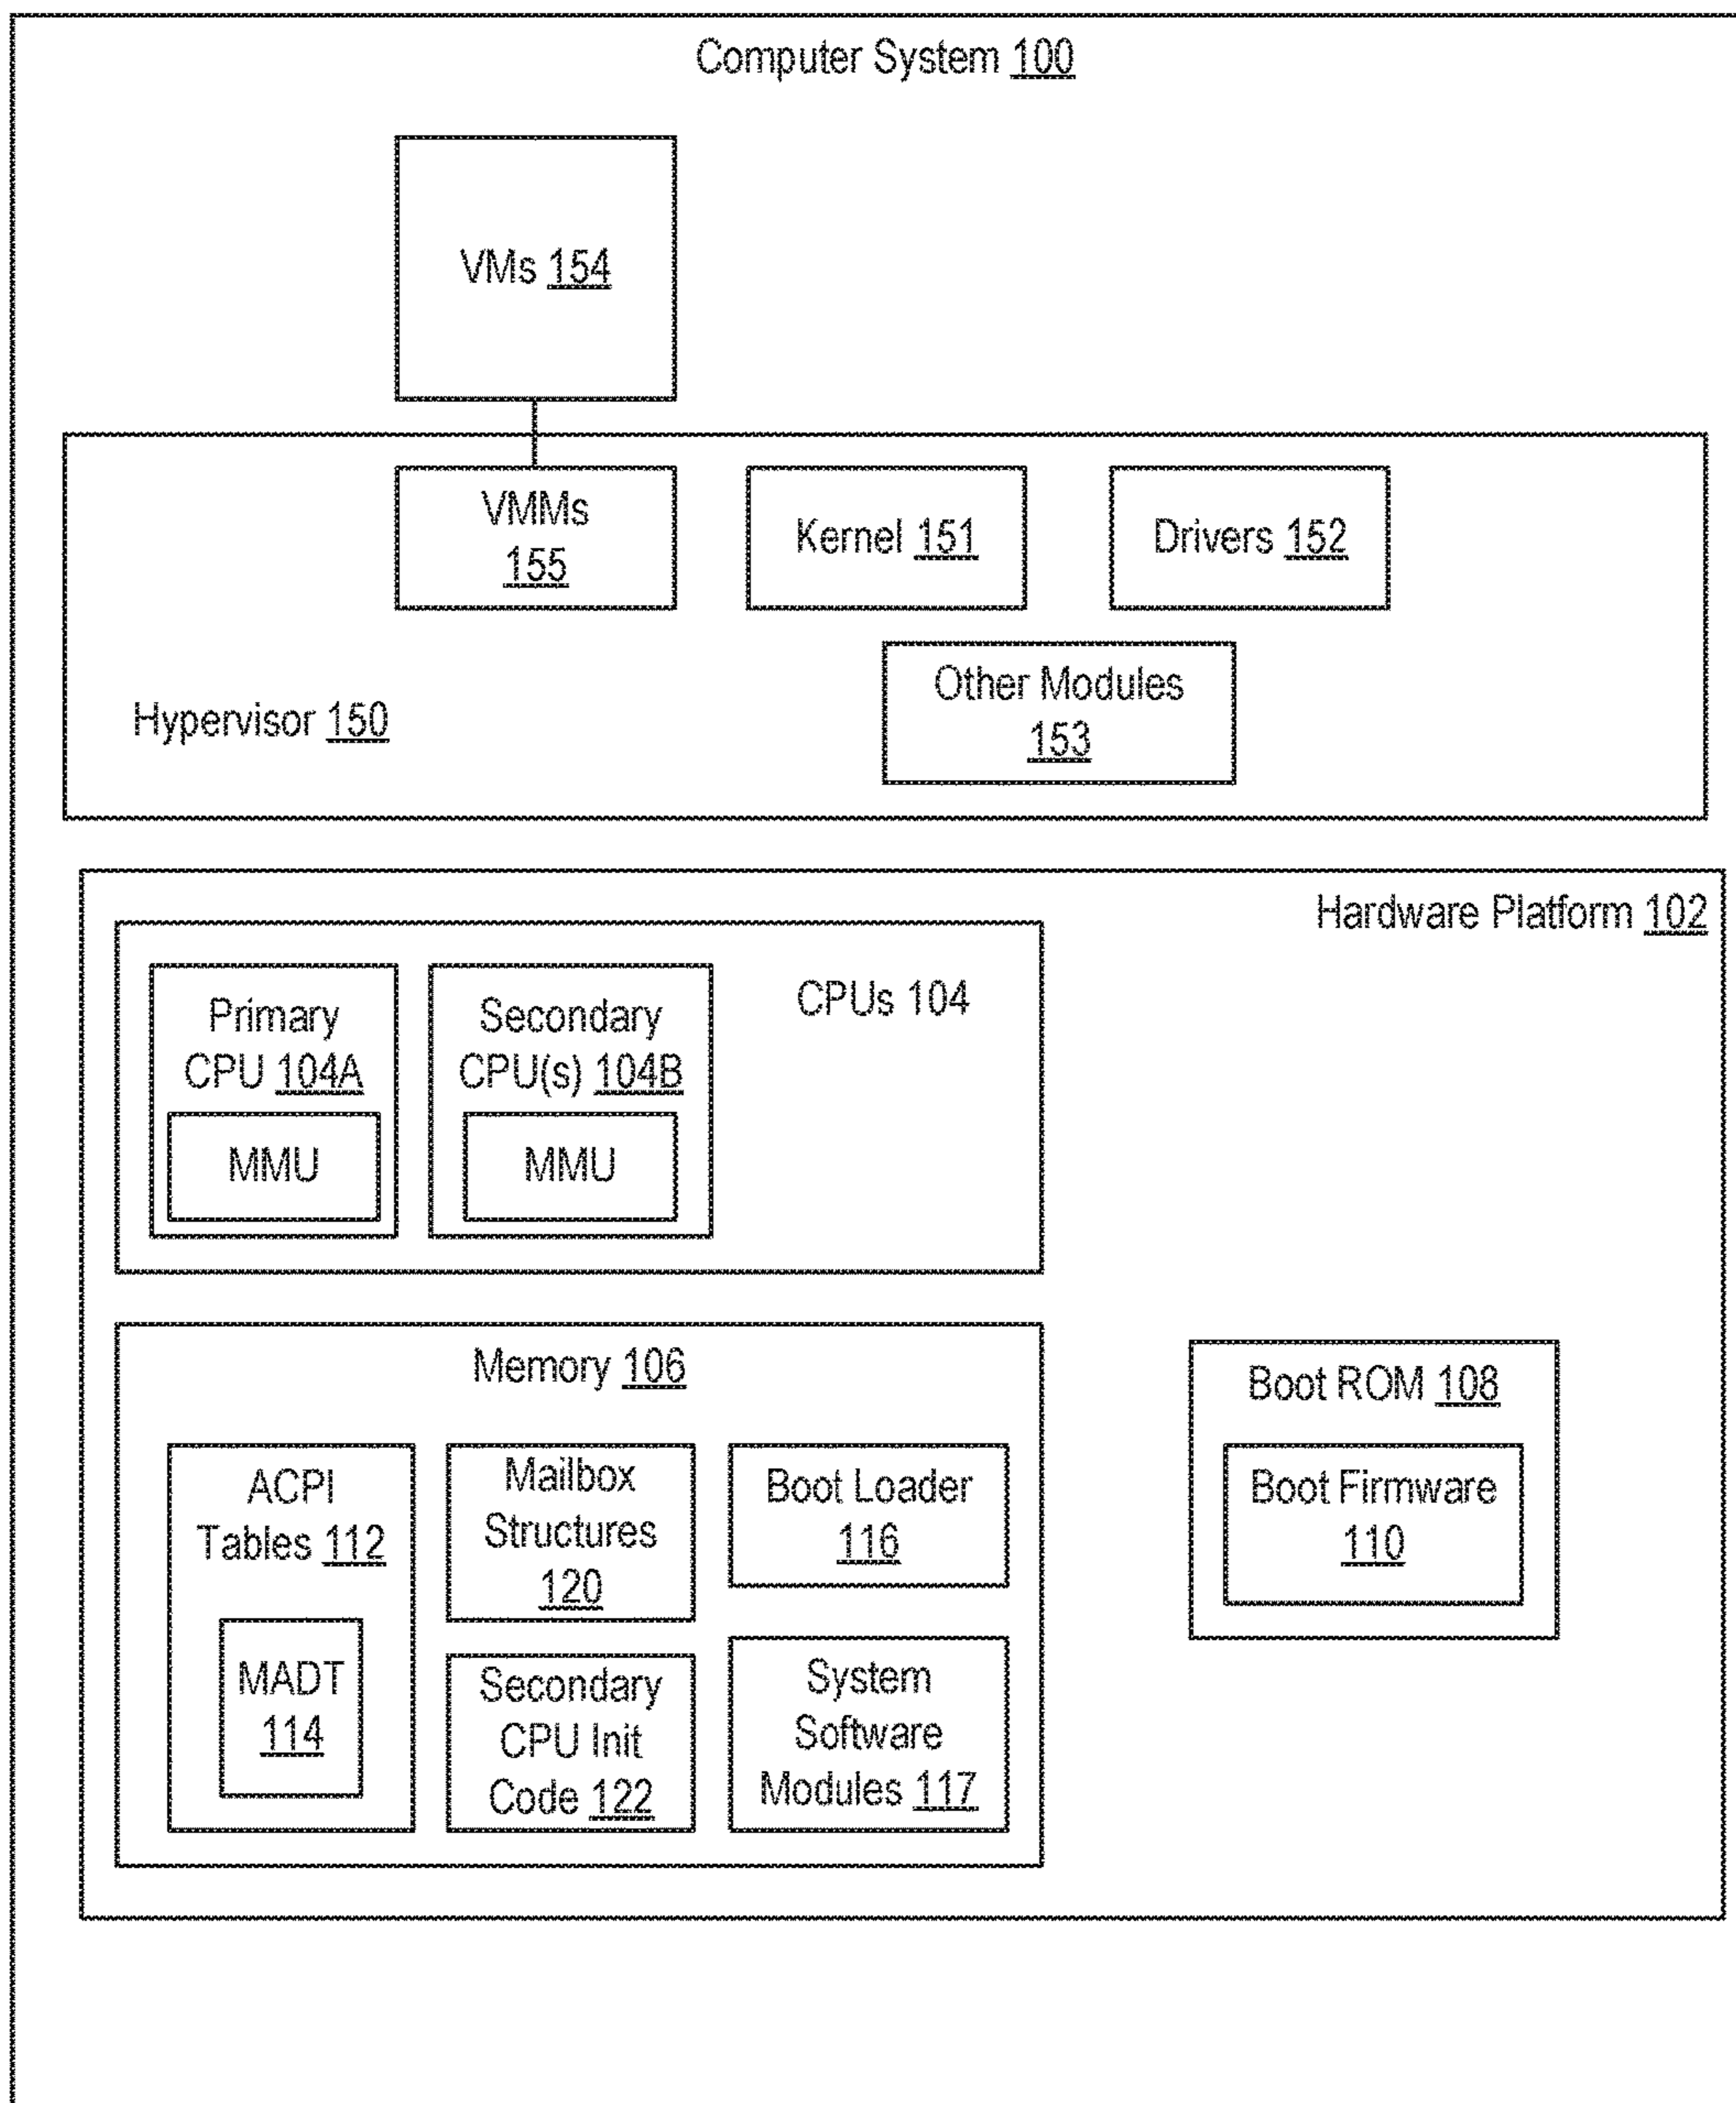 Computer System 100
VMs 154
VMMs
155
Kernel 151
Drivers 152
Other Modules
153
Hypervisor 150
Hardware Platform 102
CPUs 104
Primary
CPU 104A
MMU
Secondary
CPU(s) 104B
MMU
Memory 106
ACPI
Tables 112
MADT
114
Mailbox
Structures
120
Secondary
CPU Init
Code 122
Boot Loader
116
System
Software
Modules 117
Boot ROM 108
Boot Firmware
110